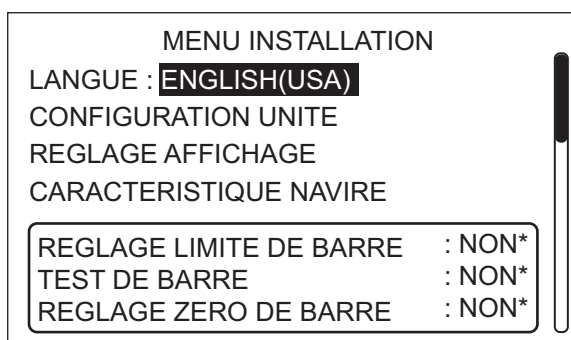 MENU INSTALLATION
LANGUE : ENGLISH(USA)
CONFIGURATION UNITE
REGLAGE AFFICHAGE
CARACTERISTIQUE NAVIRE
REGLAGE LIMITE DE BARRE : NON*
TEST DE BARRE : NON*
REGLAGE ZERO DE BARRE : NON*